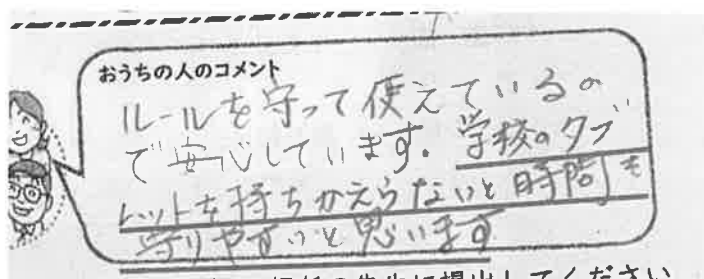 おうちの人のコメント
ルールを守って使えているの
で安心しています。学校のタブ
レットを持ちかえらないと時間も
守りやすいと思います
の先生に提出してください